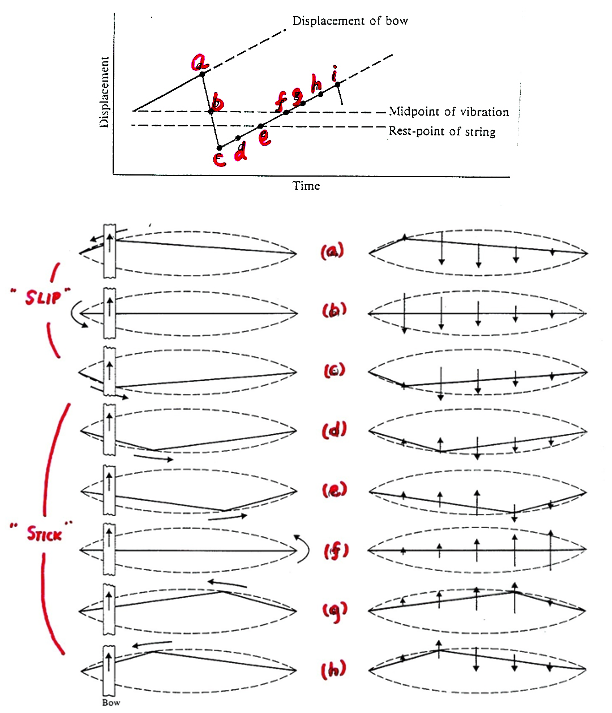 Displacement of bow
Displacement
a
b
c
d
e
f
g
h
i
Midpoint of vibration
Rest-point of string
Time
"SLIP"
"STICK"
(a)
(b)
(c)
(d)
(e)
(f)
(g)
(h)
Bow